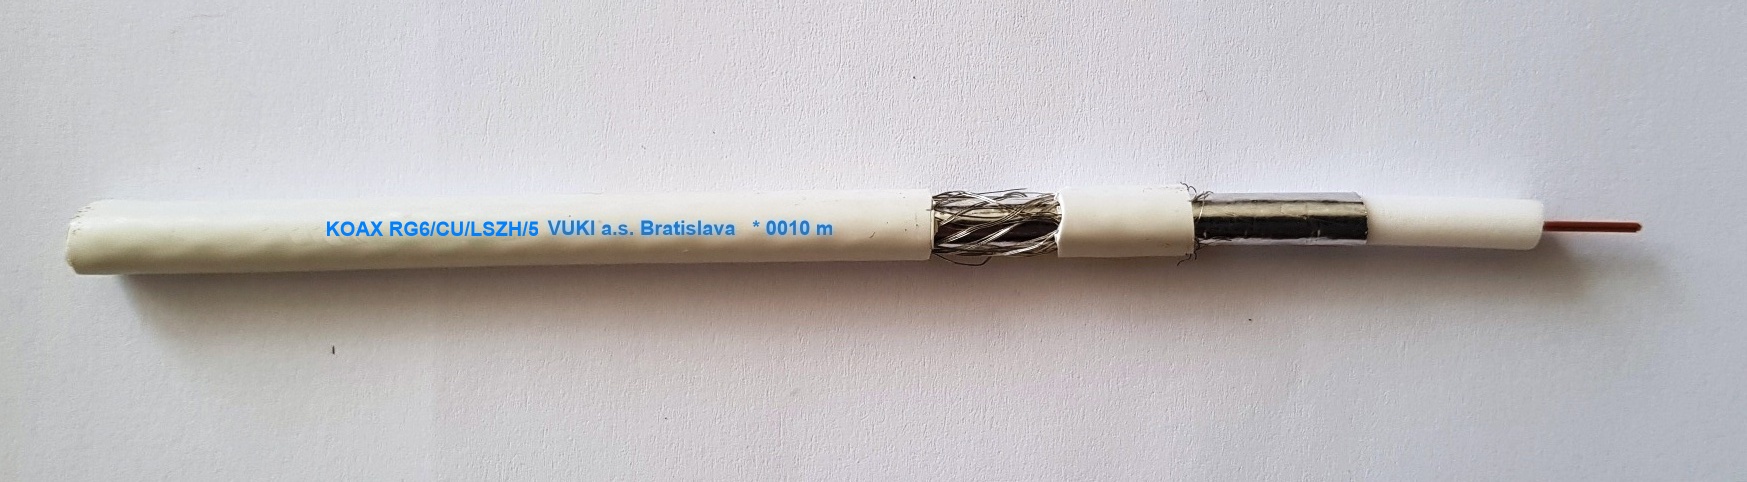 KOAX RG6/CU/LSZH/5 VUKI a.s. Bratislava * 0010 m